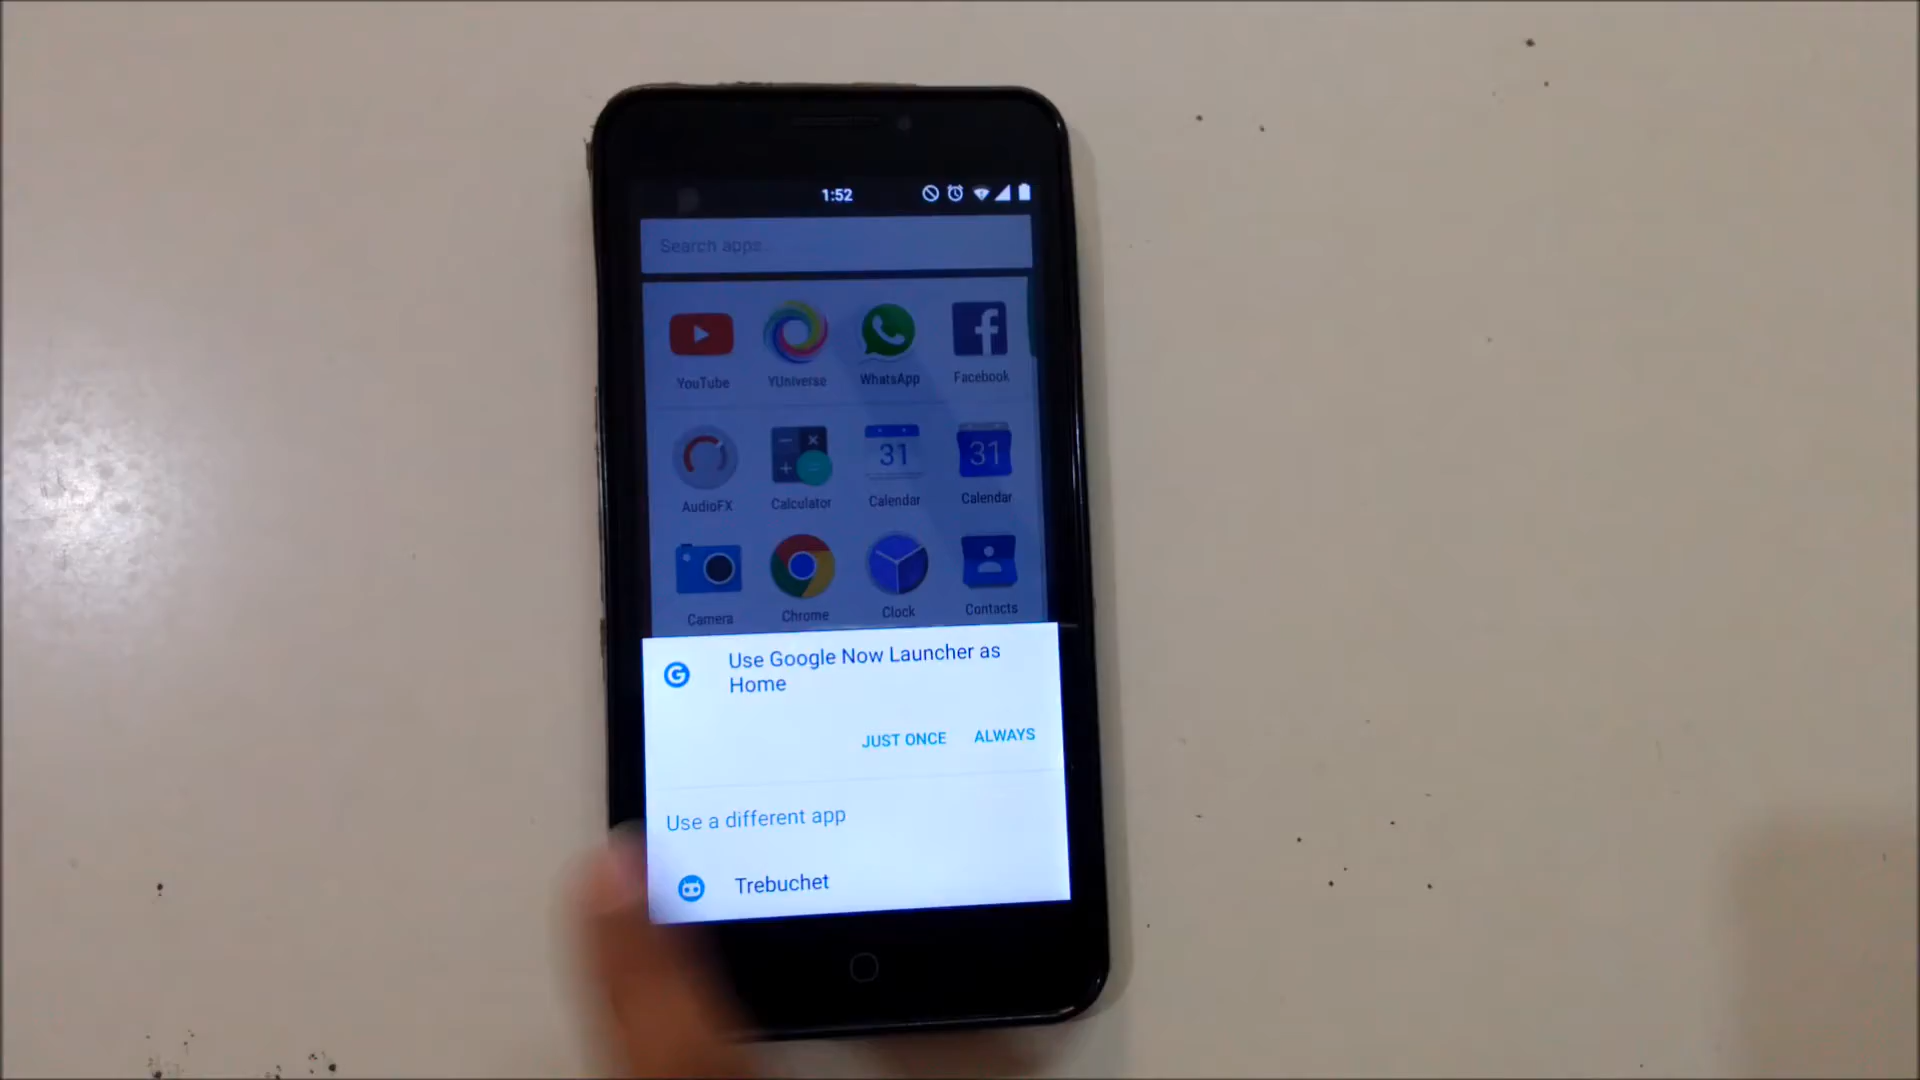 1:52
Search apps...
YouTube YUniverse WhatsApp Facebook
31 31
AudioFX Calculator Calendar Calendar
Camera Chrome Clock Contacts
Use Google Now Launcher as
Home
JUST ONCE ALWAYS
Use a different app
Trebuchet